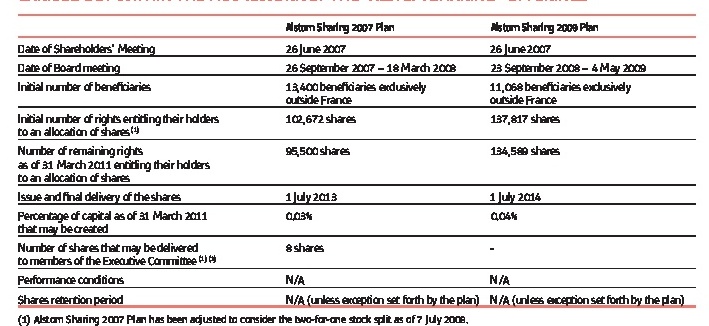 Alstom Sharing 2007 Plan Alstom Sharing 2009 Plan
Date of Shareholders' Meeting 26 June 2007 26 June 2007
Date of Board meeting 26 September 2007 – 18 March 2008 23 September 2008 – 4 May 2009
Initial number of beneficiaries 13,400 beneficiaries exclusively 11,068 beneficiaries exclusively
outside France outside France
Initial number of rights entitling their holders 102,672 shares 137,817 shares
to an allocation of shares (1)
Number of remaining rights 95,500 shares 134,589 shares
as of 31 March 2011 entitling their holders
to an allocation of shares
Issue and final delivery of the shares 1 July 2013 1 July 2014
Percentage of capital as of 31 March 2011 0,03% 0,04%
that may be created
Number of shares that may be delivered 8 shares -
to members of the Executive Committee (1)
Performance conditions N/A N/A
Shares retention period N/A (unless exception set forth by the plan) N/A (unless exception set forth by the plan)
(1) Alstom Sharing 2007 Plan has been adjusted to consider the two-for-one stock split as of 7 July 2008.